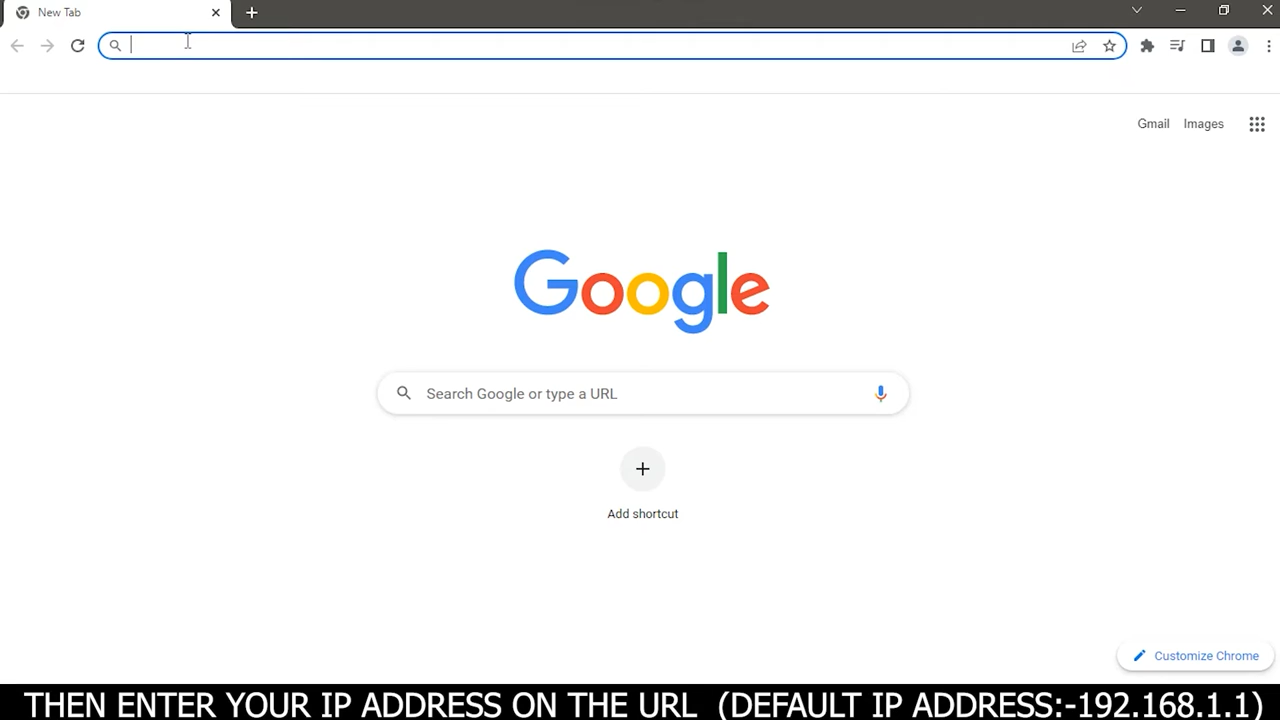 New Tab
Gmail Images
Google
Search Google or type a URL
Add shortcut
Customize Chrome
THEN ENTER YOUR IP ADDRESS ON THE URL (DEFAULT IP ADDRESS:-192.168.1.1)